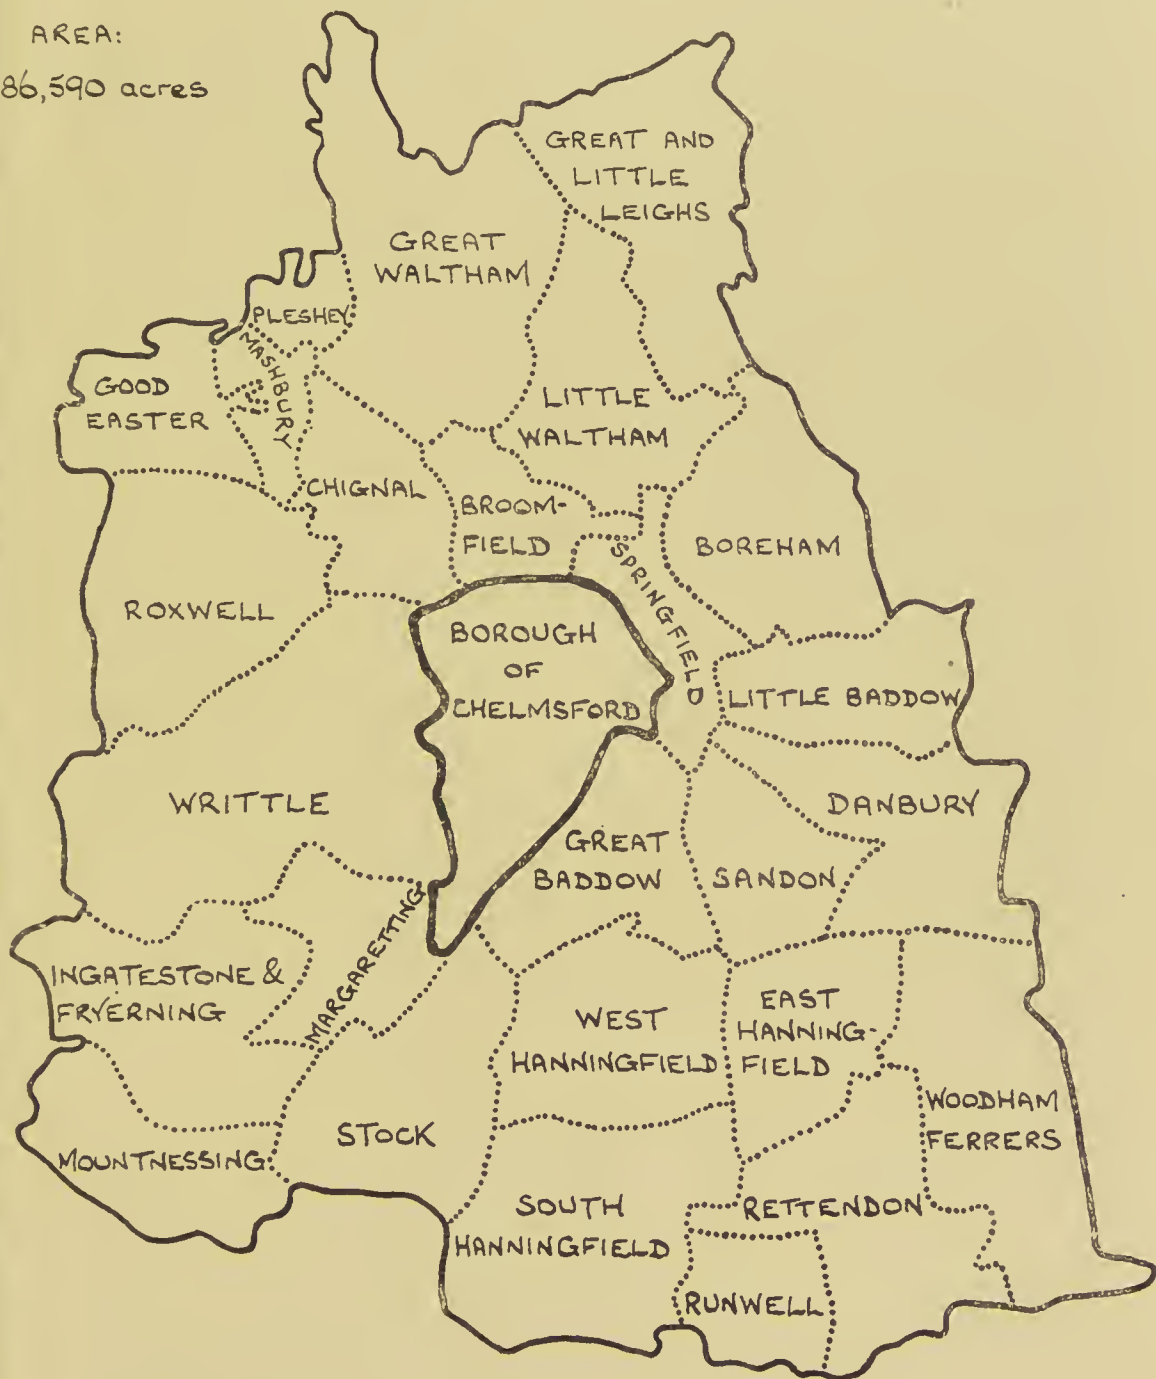 AREA:
86,590 acres
GREAT AND
LITTLE
LEIGHS
GREAT
WALTHAM
PLESHEY
MASHBURY
GOOD
EASTER
LITTLE
WALTHAM
CHIGNAL
BROOM-
FIELD
SPRINGFIELD
BOREHAM
ROXWELL
BOROUGH
OF
CHELMSFORD
LITTLE BADDOW
WRITTLE
DANBURY
GREAT
BADDOW
SANDON
MARGARETTING
INGATESTONE &
FRYERNING
WEST
HANNINGFIELD
EAST
HANNING-
FIELD
WOODHAM
FERRERS
STOCK
MOUNTNESSING
SOUTH
HANNINGFIELD
RETTENDON
RUNWELL